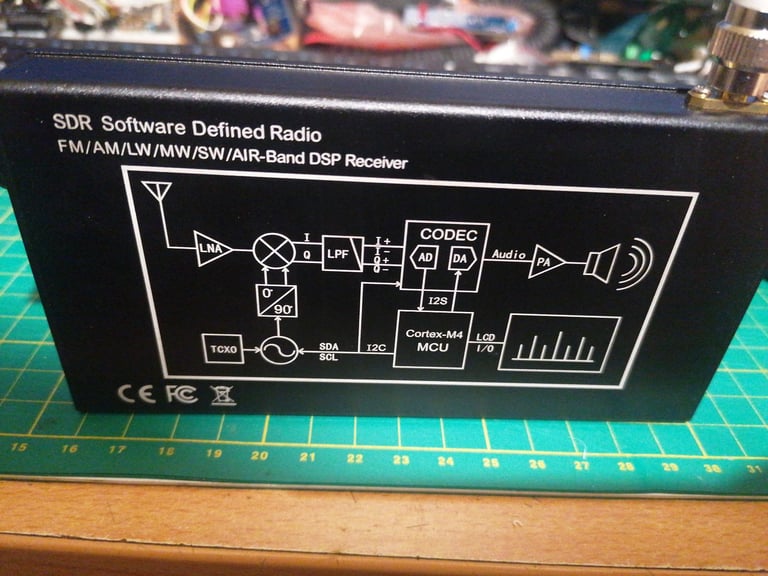 SDR Software Defined Radio
FM/AM/LW/MW/SW/AIR-Band DSP Receiver
LNA
I
Q
LPF
I+
I-
Q+
Q-
CODEC
AD
DA
Audio
PA
0°
90°
I2S
TCXO
SDA
SCL
I2C
Cortex-M4
MCU
LCD
I/O
CE FC
15 16 17 18 19 20 21 22 23 24 25 26 27 28 29 30 31